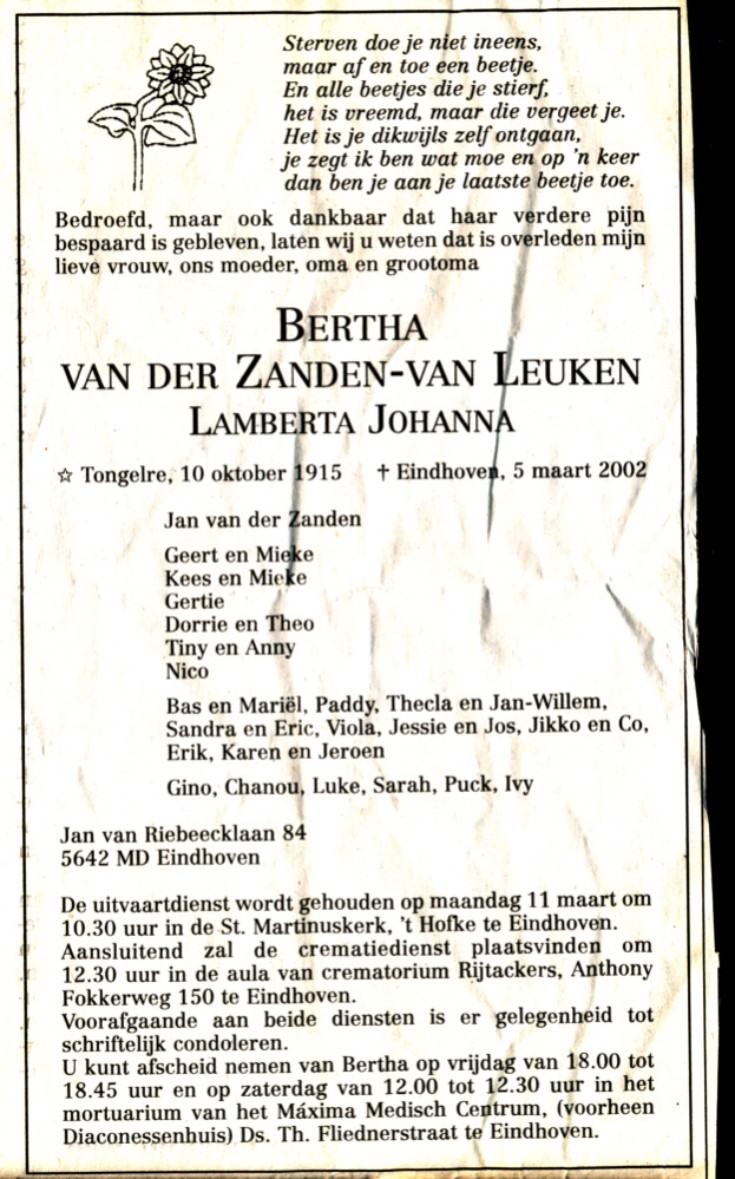 Sterven doe je niet ineens,
maar af en toe een beetje.
En alle beetjes die je stierf,
het is vreemd, maar die vergeet je.
Het is je dikwijls zelf ontgaan,
je zegt ik ben wat moe en op 'n keer
dan ben je aan je laatste beetje toe.
Bedroefd, maar ook dankbaar dat haar verdere pijn
bespaard is gebleven, laten wij u weten dat is overleden mijn
lieve vrouw, ons moeder, oma en grootoma
BERTHA
VAN DER ZANDEN-VAN LEUKEN
LAMBERTA JOHANNA
☆ Tongelre, 10 oktober 1915 † Eindhoven, 5 maart 2002
Jan van der Zanden
Geert en Mieke
Kees en Mieke
Gertie
Dorrie en Theo
Tiny en Anny
Nico
Bas en Mariël, Paddy, Thecla en Jan-Willem,
Sandra en Eric, Viola, Jessie en Jos, Jikko en Co,
Erik, Karen en Jeroen
Gino, Chanou, Luke, Sarah, Puck, Ivy
Jan van Riebeecklaan 84
5642 MD Eindhoven
De uitvaartdienst wordt gehouden op maandag 11 maart om
10.30 uur in de St. Martinuskerk, 't Hofke te Eindhoven.
Aansluitend zal de crematiedienst plaatsvinden om
12.30 uur in de aula van crematorium Rijtackers, Anthony
Fokkerweg 150 te Eindhoven.
Voorafgaande aan beide diensten is er gelegenheid tot
schriftelijk condoleren.
U kunt afscheid nemen van Bertha op vrijdag van 18.00 tot
18.45 uur en op zaterdag van 12.00 tot 12.30 uur in het
mortuarium van het Máxima Medisch Centrum, (voorheen
Diaconessenhuis) Ds. Th. Fliednerstraat te Eindhoven.